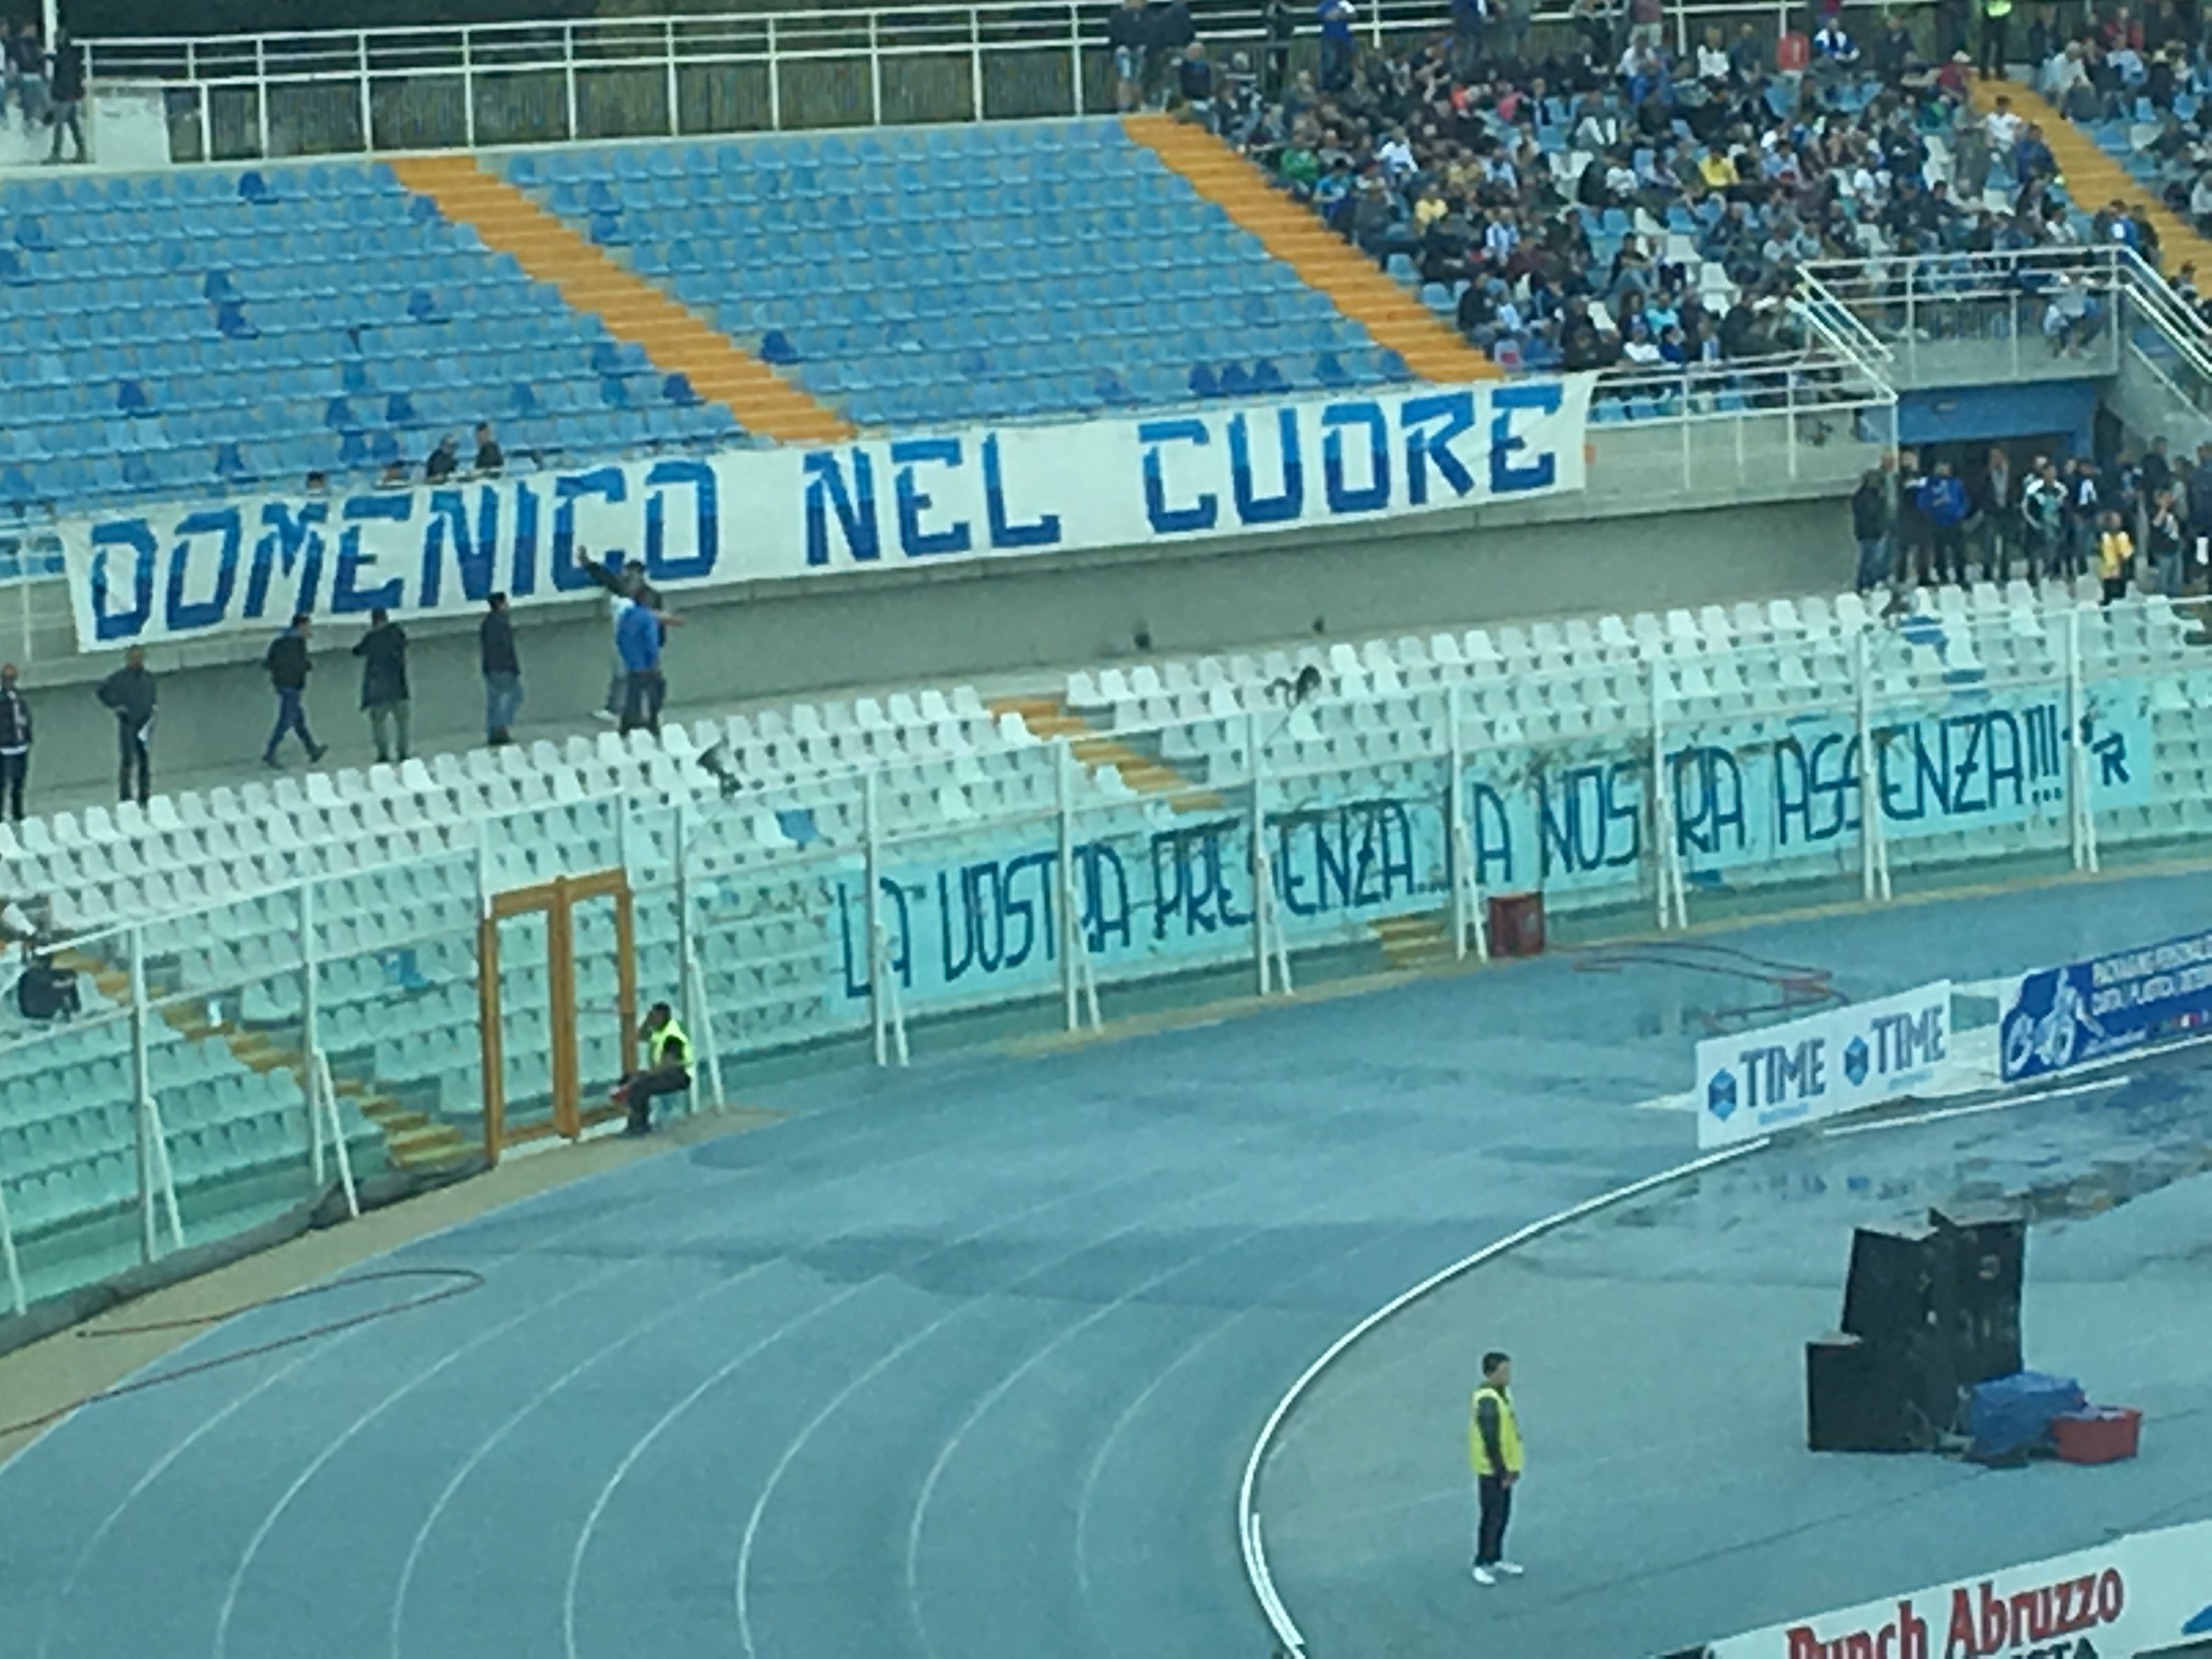 DOMENICO NEL CUORE
LA VOSTRA PRESENZA... LA NOSTRA ASSENZA!!!
TIME TIME
Punch Abruzzo